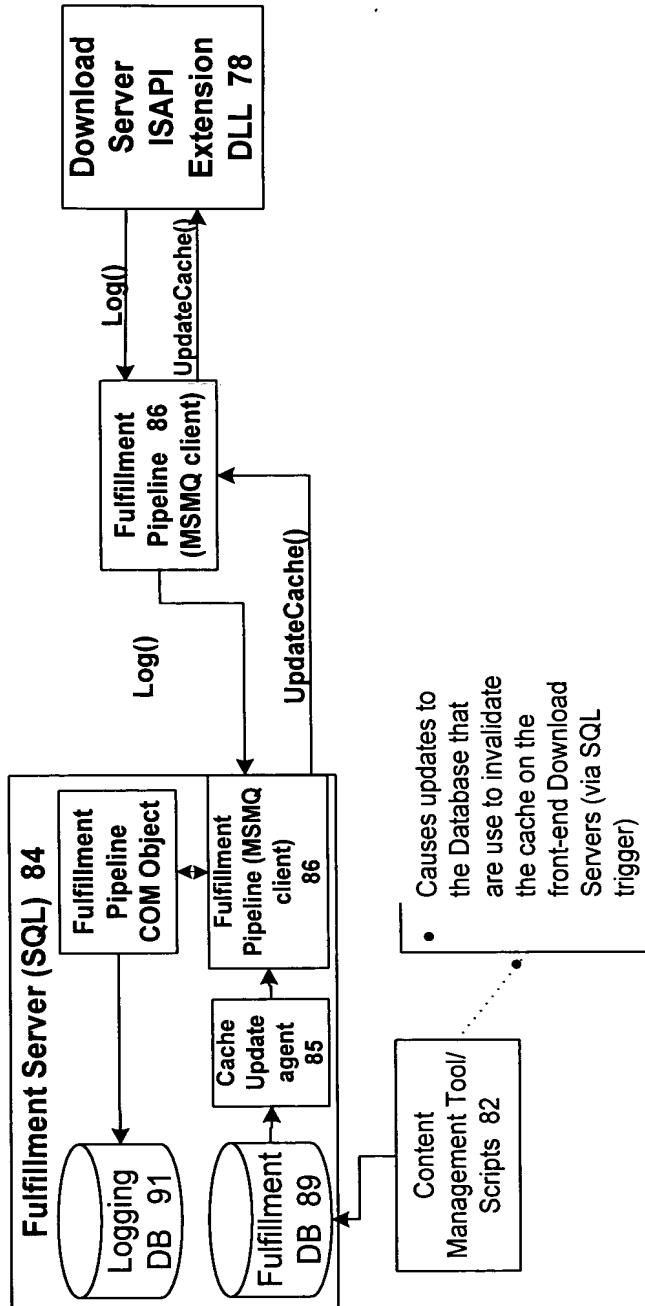 Fulfillment Server (SQL) 84
Logging
DB 91
Fulfillment
Pipeline
COM Object
Fulfillment
DB 89
Cache
Update
agent
85
Fulfillment
Pipeline (MSMQ
client)
86
Log()
UpdateCache()
Fulfillment
Pipeline 86
(MSMQ client)
Log()
UpdateCache()
Download
Server
ISAPI
Extension
DLL 78
Content
Management Tool/
Scripts 82
• Causes updates to
the Database that
are use to invalidate
the cache on the
front-end Download
Servers (via SQL
trigger)